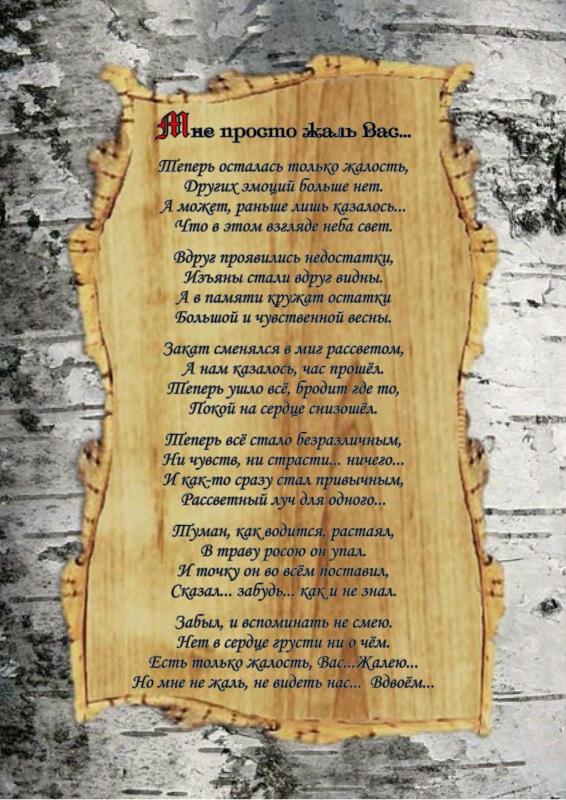 Мне просто жаль Вас...
Теперь осталась только жалость,
Других эмоций больше нет.
А может, раньше лишь казалось...
Что в этом взгляде неба свет.
Вдруг проявились недостатки,
Изъяны стали вдруг видны.
А в памяти кружат остатки
Большой и чувственной весны.
Закат сменялся в миг рассветом,
А нам казалось, час прошёл.
Теперь ушло всё, бродит где то,
Покой на сердце снизошёл.
Теперь всё стало безразличным,
Ни чувств, ни страсти... ничего...
И как-то сразу стал привычным,
Рассветный луч для одного...
Туман, как водится, растаял,
В траву росою он упал.
И точку он во всём поставил,
Сказал... забудь... как и не знал.
Забыл, и вспоминать не смею.
Нет в сердце грусти ни о чём.
Есть только жалость, Вас...Жалею...
Но мне не жаль, не видеть нас... Вдвоём...